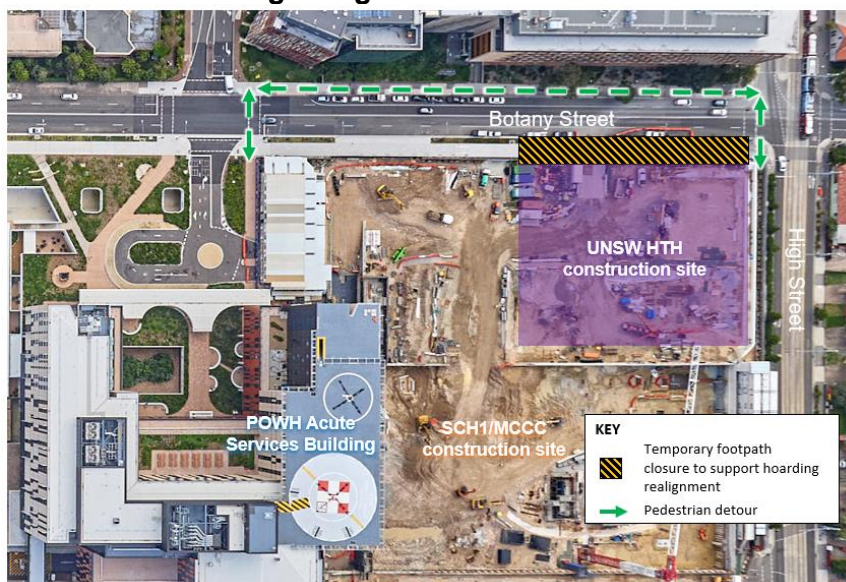 Botany Street
High Street
UNSW HTH
construction site
POWH Acute
Services Building
SCH1/MCCC
construction site
KEY
Temporary footpath
closure to support hoarding
realignment
Pedestrian detour